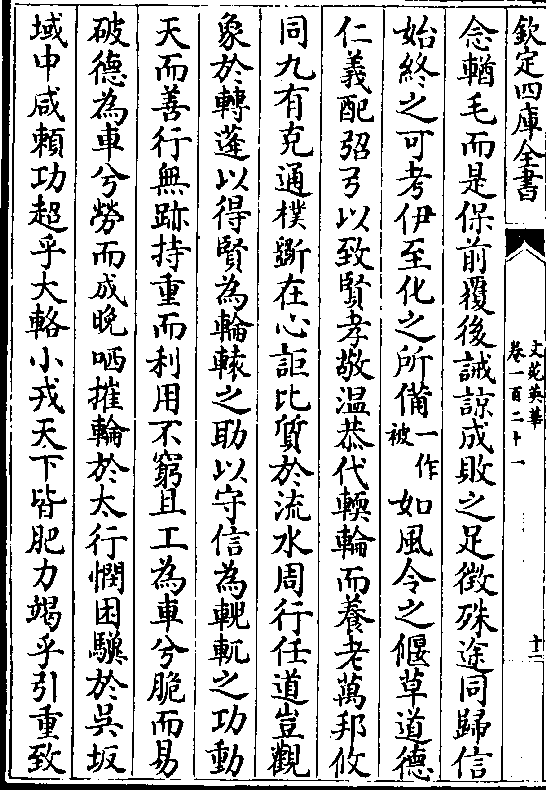 欽定四庫全書
文苑英華
卷一百二十一
十二
念輶毛而是保前覆後誡諒成敗之足徴殊途同歸信
始終之可考伊至化之所備一作被如風令之偃草道德
仁義配弨弓以致賢孝敬温恭代輭輪而養老萬邦攸
同九有克通樸斵在心詎比質於流水周行任道豈觀
象於轉蓬以得賢為輪轅之助以守信為輗軏之功動
天而善行無跡持重而利用不窮且工為車兮脆而易
破德為車兮勞而成晩哂摧輪於太行憫困驥於吳坂
域中咸頼功超乎大輅小戎天下皆肥力竭乎引重致